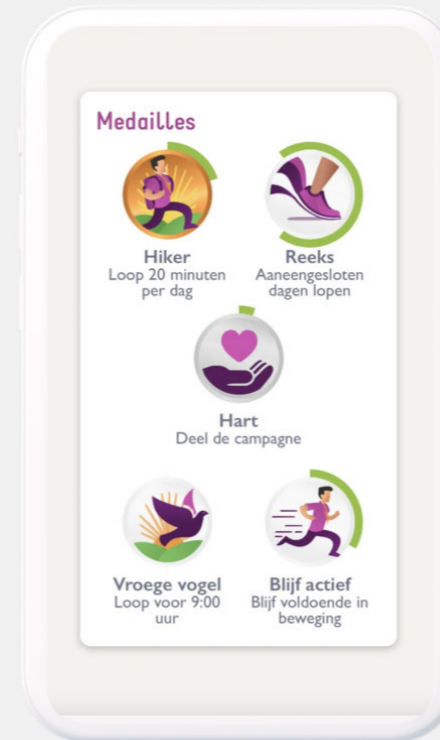 Medailles
Hiker
Loop 20 minuten
per dag
Reeks
Aaneengesloten
dagen lopen
Hart
Deel de campagne
Vroege vogel
Loop voor 9:00
uur
Blijf actief
Blijf voldoende in
beweging